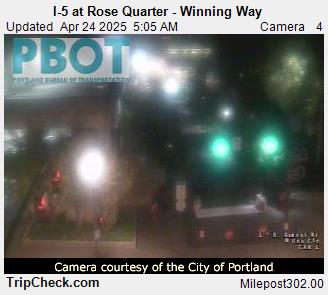 I-5 at Rose Quarter - Winning Way
Updated Apr 24 2025 5:05 AM Camera 4
PBOT
PORTLAND BUREAU OF TRANSPORTATION
Camera courtesy of the City of Portland
TripCheck.com Milepost302.00